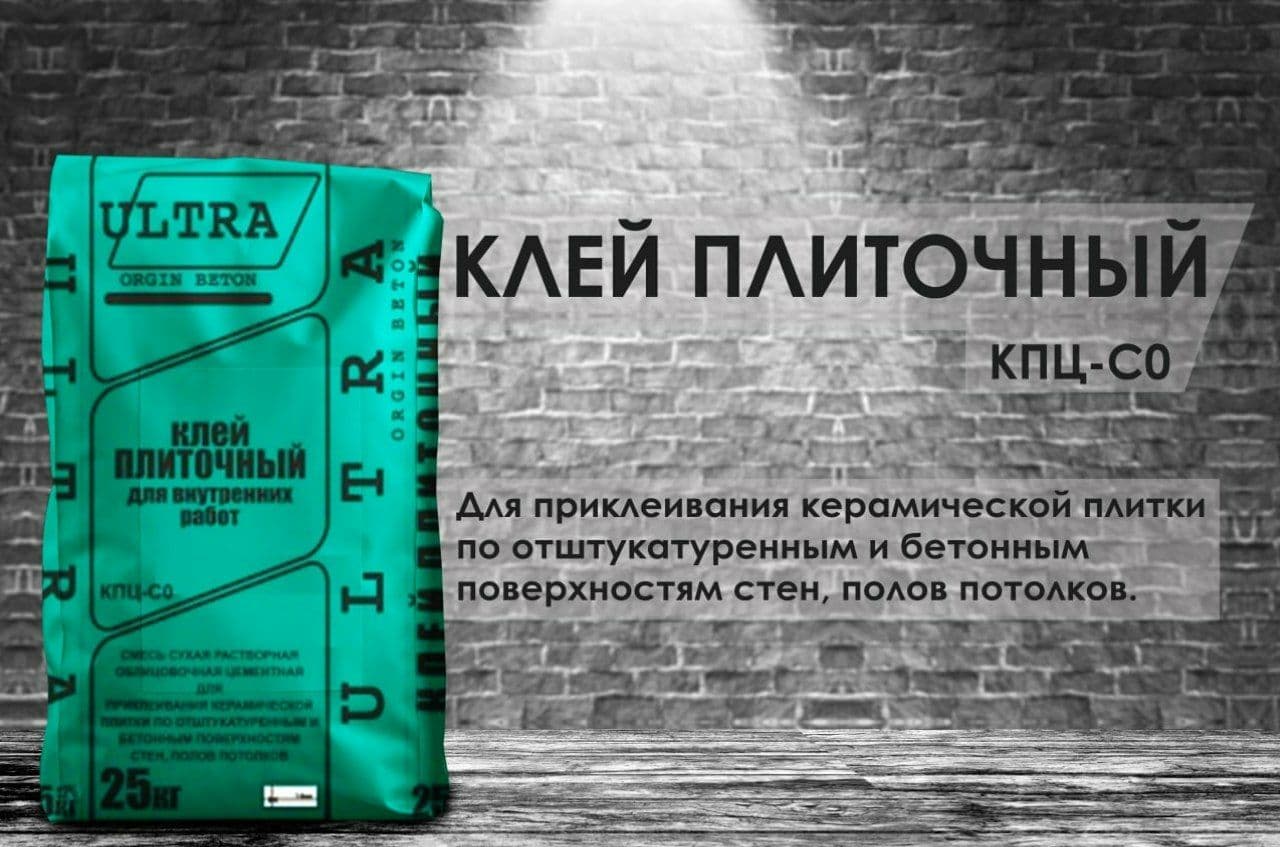 ULTRA
ORGIN BETON
КЛЕЙ
ПЛИТОЧНЫЙ
для внутренних
работ
КПЦ-С0
СМЕСЬ СУХАЯ РАСТВОРНАЯ
ОБЛИЦОВОЧНАЯ ЦЕМЕНТНАЯ
ДЛЯ
ПРИКЛЕИВАНИЯ КЕРАМИЧЕСКОЙ
ПЛИТКИ ПО ОТШТУКАТУРЕННЫМ И
БЕТОННЫМ ПОВЕРХНОСТЯМ
СТЕН, ПОЛОВ ПОТОЛКОВ
25кг
ULTRA
ULTRA
ORGIN BETON
КЛЕЙ ПЛИТОЧНЫЙ
25
КЛЕЙ ПЛИТОЧНЫЙ
КПЦ-С0
Для приклеивания керамической плитки
по отштукатуренным и бетонным
поверхностям стен, полов потолков.